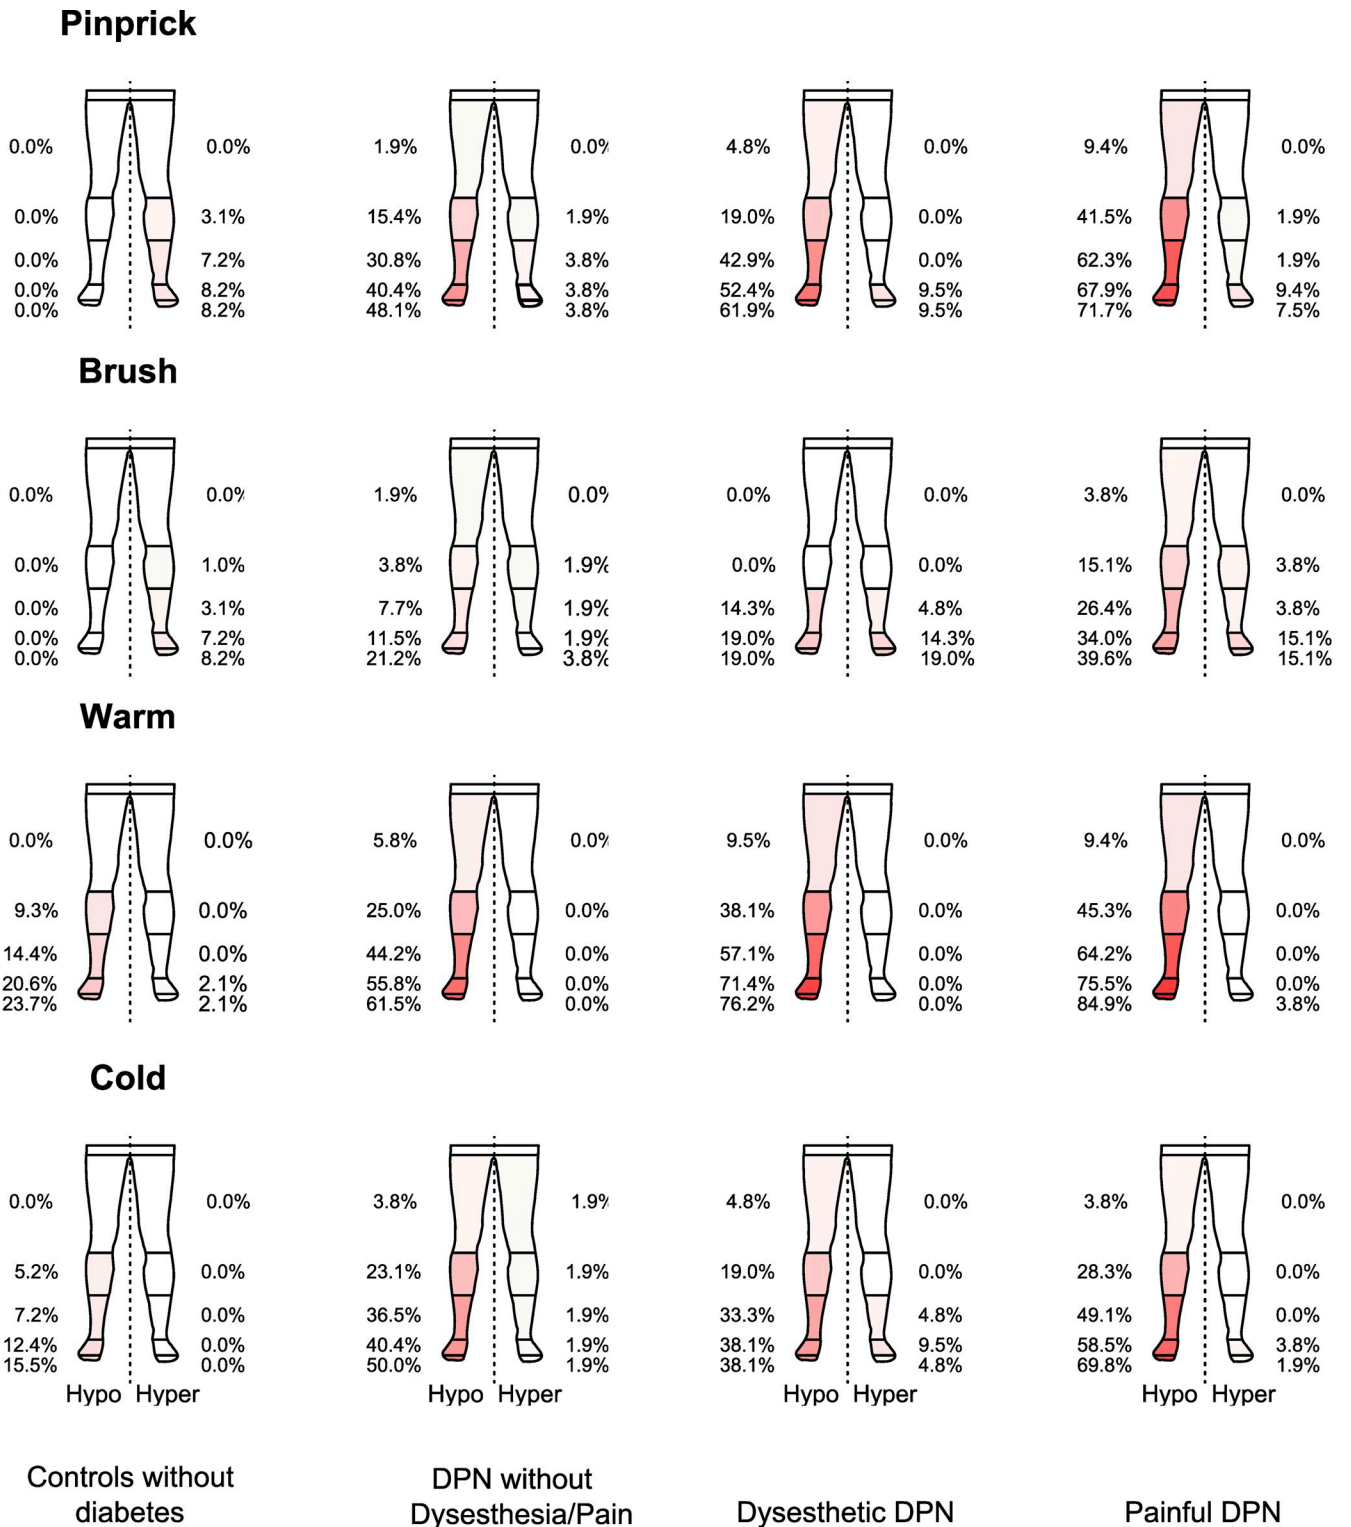 Pinprick
0.0% 0.0% 1.9% 0.0% 4.8% 0.0% 9.4% 0.0%
0.0% 3.1% 15.4% 1.9% 19.0% 0.0% 41.5% 1.9%
0.0% 7.2% 30.8% 3.8% 42.9% 0.0% 62.3% 1.9%
0.0% 8.2% 40.4% 3.8% 52.4% 9.5% 67.9% 9.4%
0.0% 8.2% 48.1% 3.8% 61.9% 9.5% 71.7% 7.5%
Brush
0.0% 0.0% 1.9% 0.0% 0.0% 0.0% 3.8% 0.0%
0.0% 1.0% 3.8% 1.9% 0.0% 0.0% 15.1% 3.8%
0.0% 3.1% 7.7% 1.9% 14.3% 4.8% 26.4% 3.8%
0.0% 7.2% 11.5% 1.9% 19.0% 14.3% 34.0% 15.1%
0.0% 8.2% 21.2% 3.8% 19.0% 19.0% 39.6% 15.1%
Warm
0.0% 0.0% 5.8% 0.0% 9.5% 0.0% 9.4% 0.0%
9.3% 0.0% 25.0% 0.0% 38.1% 0.0% 45.3% 0.0%
14.4% 0.0% 44.2% 0.0% 57.1% 0.0% 64.2% 0.0%
20.6% 2.1% 55.8% 0.0% 71.4% 0.0% 75.5% 0.0%
23.7% 2.1% 61.5% 0.0% 76.2% 0.0% 84.9% 3.8%
Cold
0.0% 0.0% 3.8% 1.9% 4.8% 0.0% 3.8% 0.0%
5.2% 0.0% 23.1% 1.9% 19.0% 0.0% 28.3% 0.0%
7.2% 0.0% 36.5% 1.9% 33.3% 4.8% 49.1% 0.0%
12.4% 0.0% 40.4% 1.9% 38.1% 9.5% 58.5% 3.8%
15.5% 0.0% 50.0% 1.9% 38.1% 4.8% 69.8% 1.9%
Hypo Hyper Hypo Hyper Hypo Hyper Hypo Hyper
Controls without
diabetes
DPN without
Dysesthesia/Pain
Dysesthetic DPN
Painful DPN